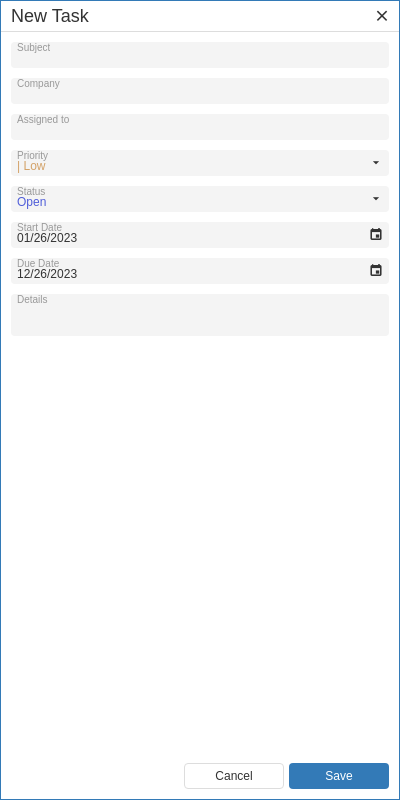 New Task
Subject
Company
Assigned to
Priority
| Low
Status
Open
Start Date
01/26/2023
Due Date
12/26/2023
Details
Cancel
Save